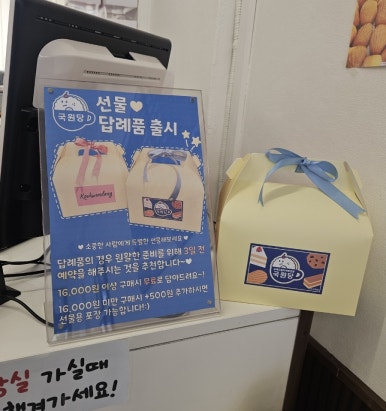 국원당
선물♥
답례품 출시
Kookwondang
♥ 소중한 사람에게 특별한 선물해보세요 ♥
답례품의 경우 원활한 준비를 위해 3일 전
예약을 해주시는 것을 추천합니다~♥
16,000원 이상 구매시 무료로 담아드려요~!
16,000원 미만 구매시 +500원 추가하시면
선물용 포장 가능합니다!:)
국원당
가실때
가세요!